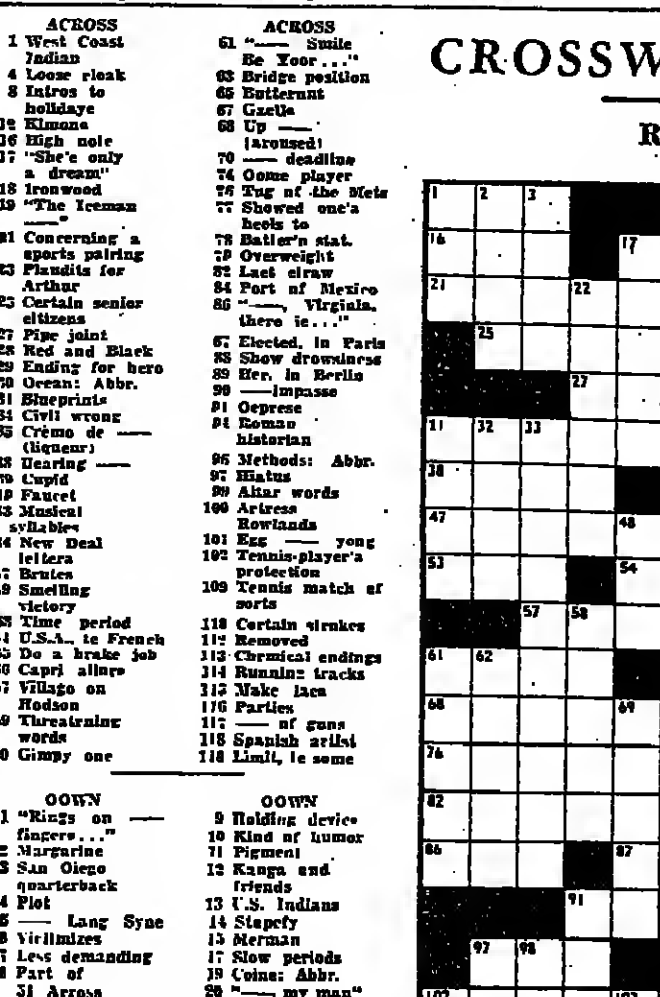 ACROSS
1 West Coast
Indian
4 Loose cloak
8 Intros to
holidays
12 Kimono
16 High note
17 "She's only
a dream"
18 Ironwood
19 "The Iceman
——"
21 Concerning a
sports pairing
23 Plaudits for
Arthur
25 Certain senior
citizens
27 Pipe joint
28 Red and Black
29 Ending for hero
30 Ocean: Abbr.
31 Blueprints
34 Civil wrong
35 Crème de ——
(liqueur)
38 Dearing ——
39 Cupid
Faucet
43 Musical
syllables
44 New Deal
letters
47 Brutes
49 Smelling
victory
53 Time period
54 U.S.A., to French
55 Do a brake job
56 Capri allure
57 Village on
Hudson
59 Threatening
words
60 Gimpy one
ACROSS
61 "—— Smile
Be Your..."
63 Bridge position
65 Butternut
67 Gazelle
68 Up ——
(aroused)
70 —— deadline
74 Oome player
76 Tug of the Mets
77 Showed one's
heels to
78 Batter's stat.
79 Overweight
82 Last straw
84 Port of Mexico
86 "——, Virginia,
there is..."
87 Elected, in Paris
88 Show drowsiness
89 Her, in Berlin
90 ——Impasse
91 Oeprese
94 Roman
historian
96 Methods: Abbr.
97 Hiatus
99 Altar words
100 Actress
Rowlands
101 Egg —— yong
102 Tennis-player's
protection
109 Tennis match of
sorts
110 Certain strokes
112 Removed
113 Chemical endings
114 Running tracks
115 Make lace
116 Parties
117 —— of guns
118 Spanish artist
119 Limit, to some
OOWN
1 "Rings on ——
fingers..."
2 Margarine
3 San Oiego
quarterback
4 Plot
5 —— Lang Syne
6 Victimizes
7 Less demanding
8 Part of
31 Across
OOWN
9 Holding device
10 Kind of humor
11 Pigment
12 Kanga and
friends
13 U.S. Indians
14 Stupefy
15 Merman
17 Slow periods
19 Coins: Abbr.
20 "—— my man"
CROSSW
R
1 2 3
16 17
21 22
25
27
31 32 33
38
47 48
53 54
57 58
61 62
68 69
76
82
86 87
91
97 98
102 103